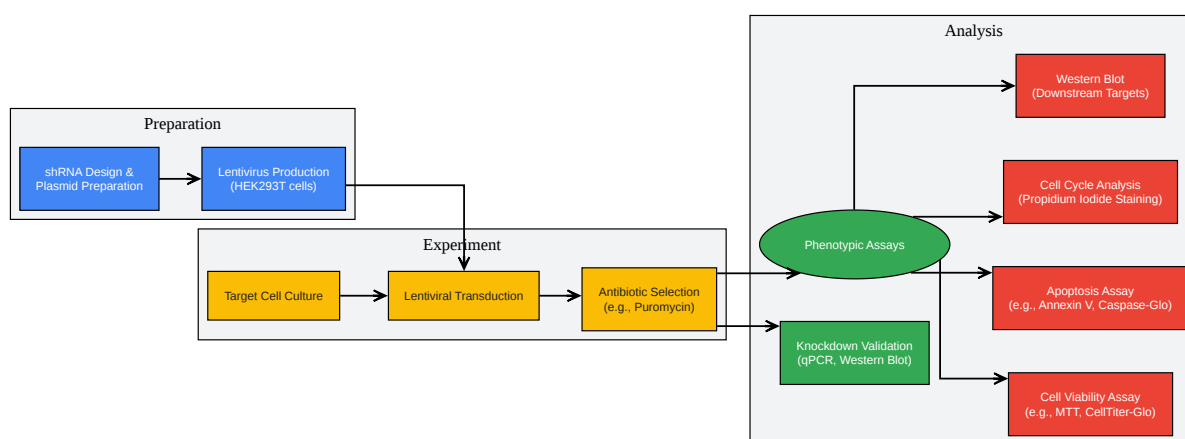 Preparation
shRNA Design &
Plasmid Preparation
Lentivirus Production
(HEK293T cells)
Experiment
Target Cell Culture
Lentiviral Transduction
Antibiotic Selection
(e.g., Puromycin)
Analysis
Phenotypic Assays
Knockdown Validation
(qPCR, Western Blot)
Western Blot
(Downstream Targets)
Cell Cycle Analysis
(Propidium Iodide Staining)
Apoptosis Assay
(e.g., Annexin V, Caspase-Glo)
Cell Viability Assay
(e.g., MTT, CellTiter-Glo)